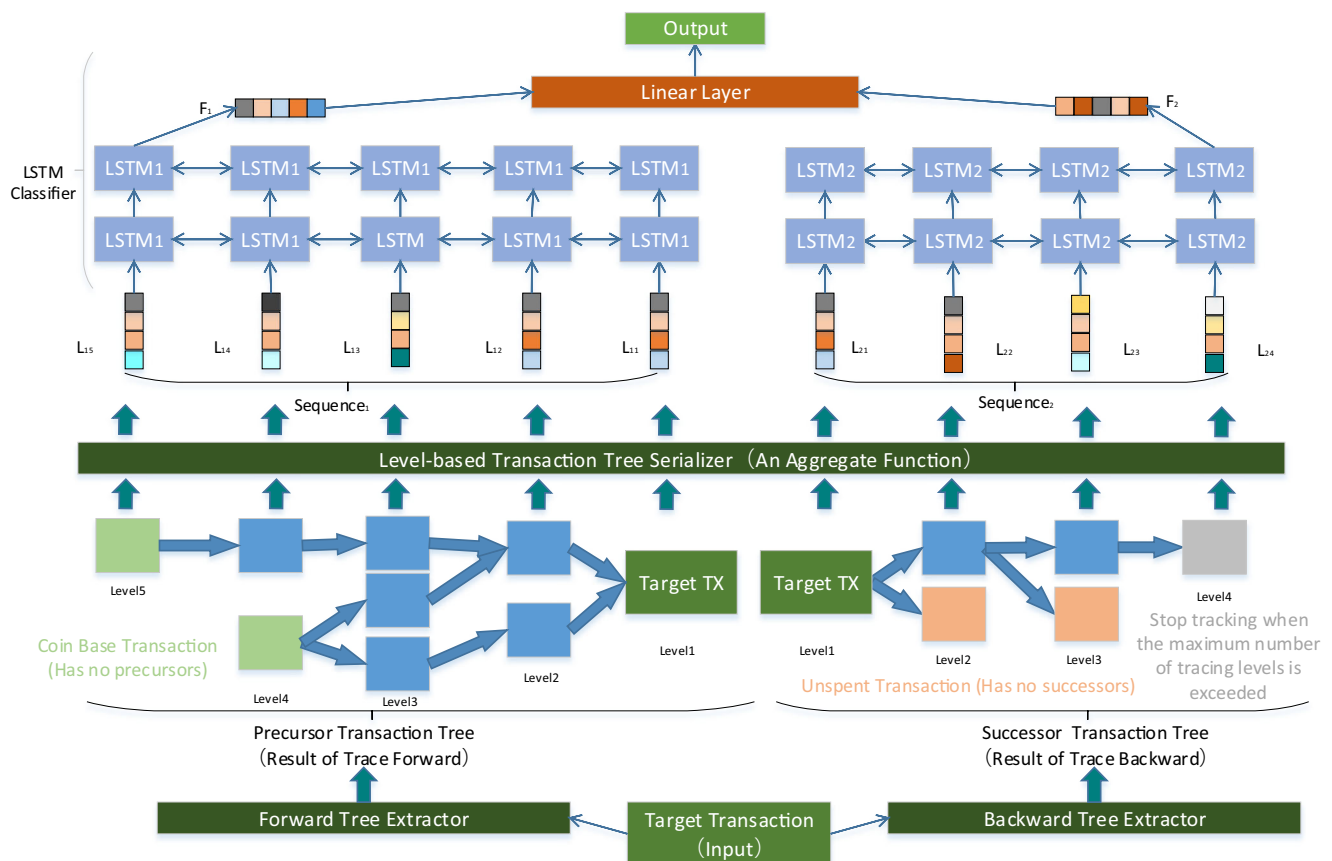 Output
Linear Layer
F₁
F₂
LSTM
Classifier
LSTM1 LSTM1 LSTM1 LSTM1 LSTM1
LSTM2 LSTM2 LSTM2 LSTM2
LSTM1 LSTM1 LSTM LSTM1 LSTM1
LSTM2 LSTM2 LSTM2 LSTM2
L₁₅ L₁₄ L₁₃ L₁₂ L₁₁
L₂₁ L₂₂ L₂₃ L₂₄
Sequence₁
Sequence₂
Level-based Transaction Tree Serializer（An Aggregate Function）
Target TX
Target TX
Level5
Level4
Coin Base Transaction
(Has no precursors)
Level4
Level3
Level2
Level1
Level1
Level2
Level3
Stop tracking when
the maximum number
of tracing levels is
exceeded
Unspent Transaction (Has no successors)
Precursor Transaction Tree
（Result of Trace Forward）
Successor Transaction Tree
（Result of Trace Backward）
Forward Tree Extractor
Target Transaction
（Input）
Backward Tree Extractor